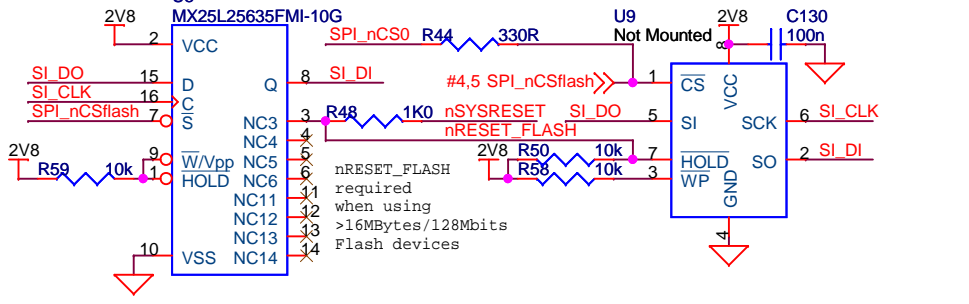 MX25L25635FMI-10G
2V8
2
VCC
SI_DO
15
D
SI_CLK
16
C
SPI_nCSflash
7
S
2V8
9
W/Vpp
R59
10k
1
HOLD
10
VSS
Q
8
SI_DI
NC3
3
R48
1K0
nSYSRESET
nRESET_FLASH
NC4
4
NC5
5
NC6
6
NC11
11
NC12
12
NC13
13
NC14
14
nRESET_FLASH
required
when using
>16MBytes/128Mbits
Flash devices
SPI_nCS0
R44
330R
#4,5 SPI_nCSflash
U9
Not Mounted
2V8
8
C130
100n
1
CS
VCC
SI_DO
5
SI
SCK
6
SI_CLK
2V8
R50
10k
7
HOLD
SO
2
SI_DI
R58
10k
3
WP
GND
4